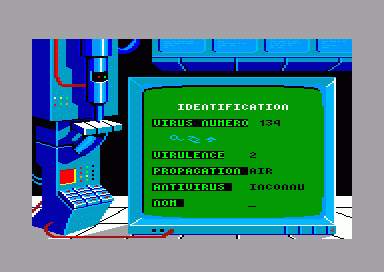 IDENTIFICATION
VIRUS NUMERO 134
VIRULENCE 2
PROPAGATION AIR
ANTIVIRUS INCONNU
NOM _